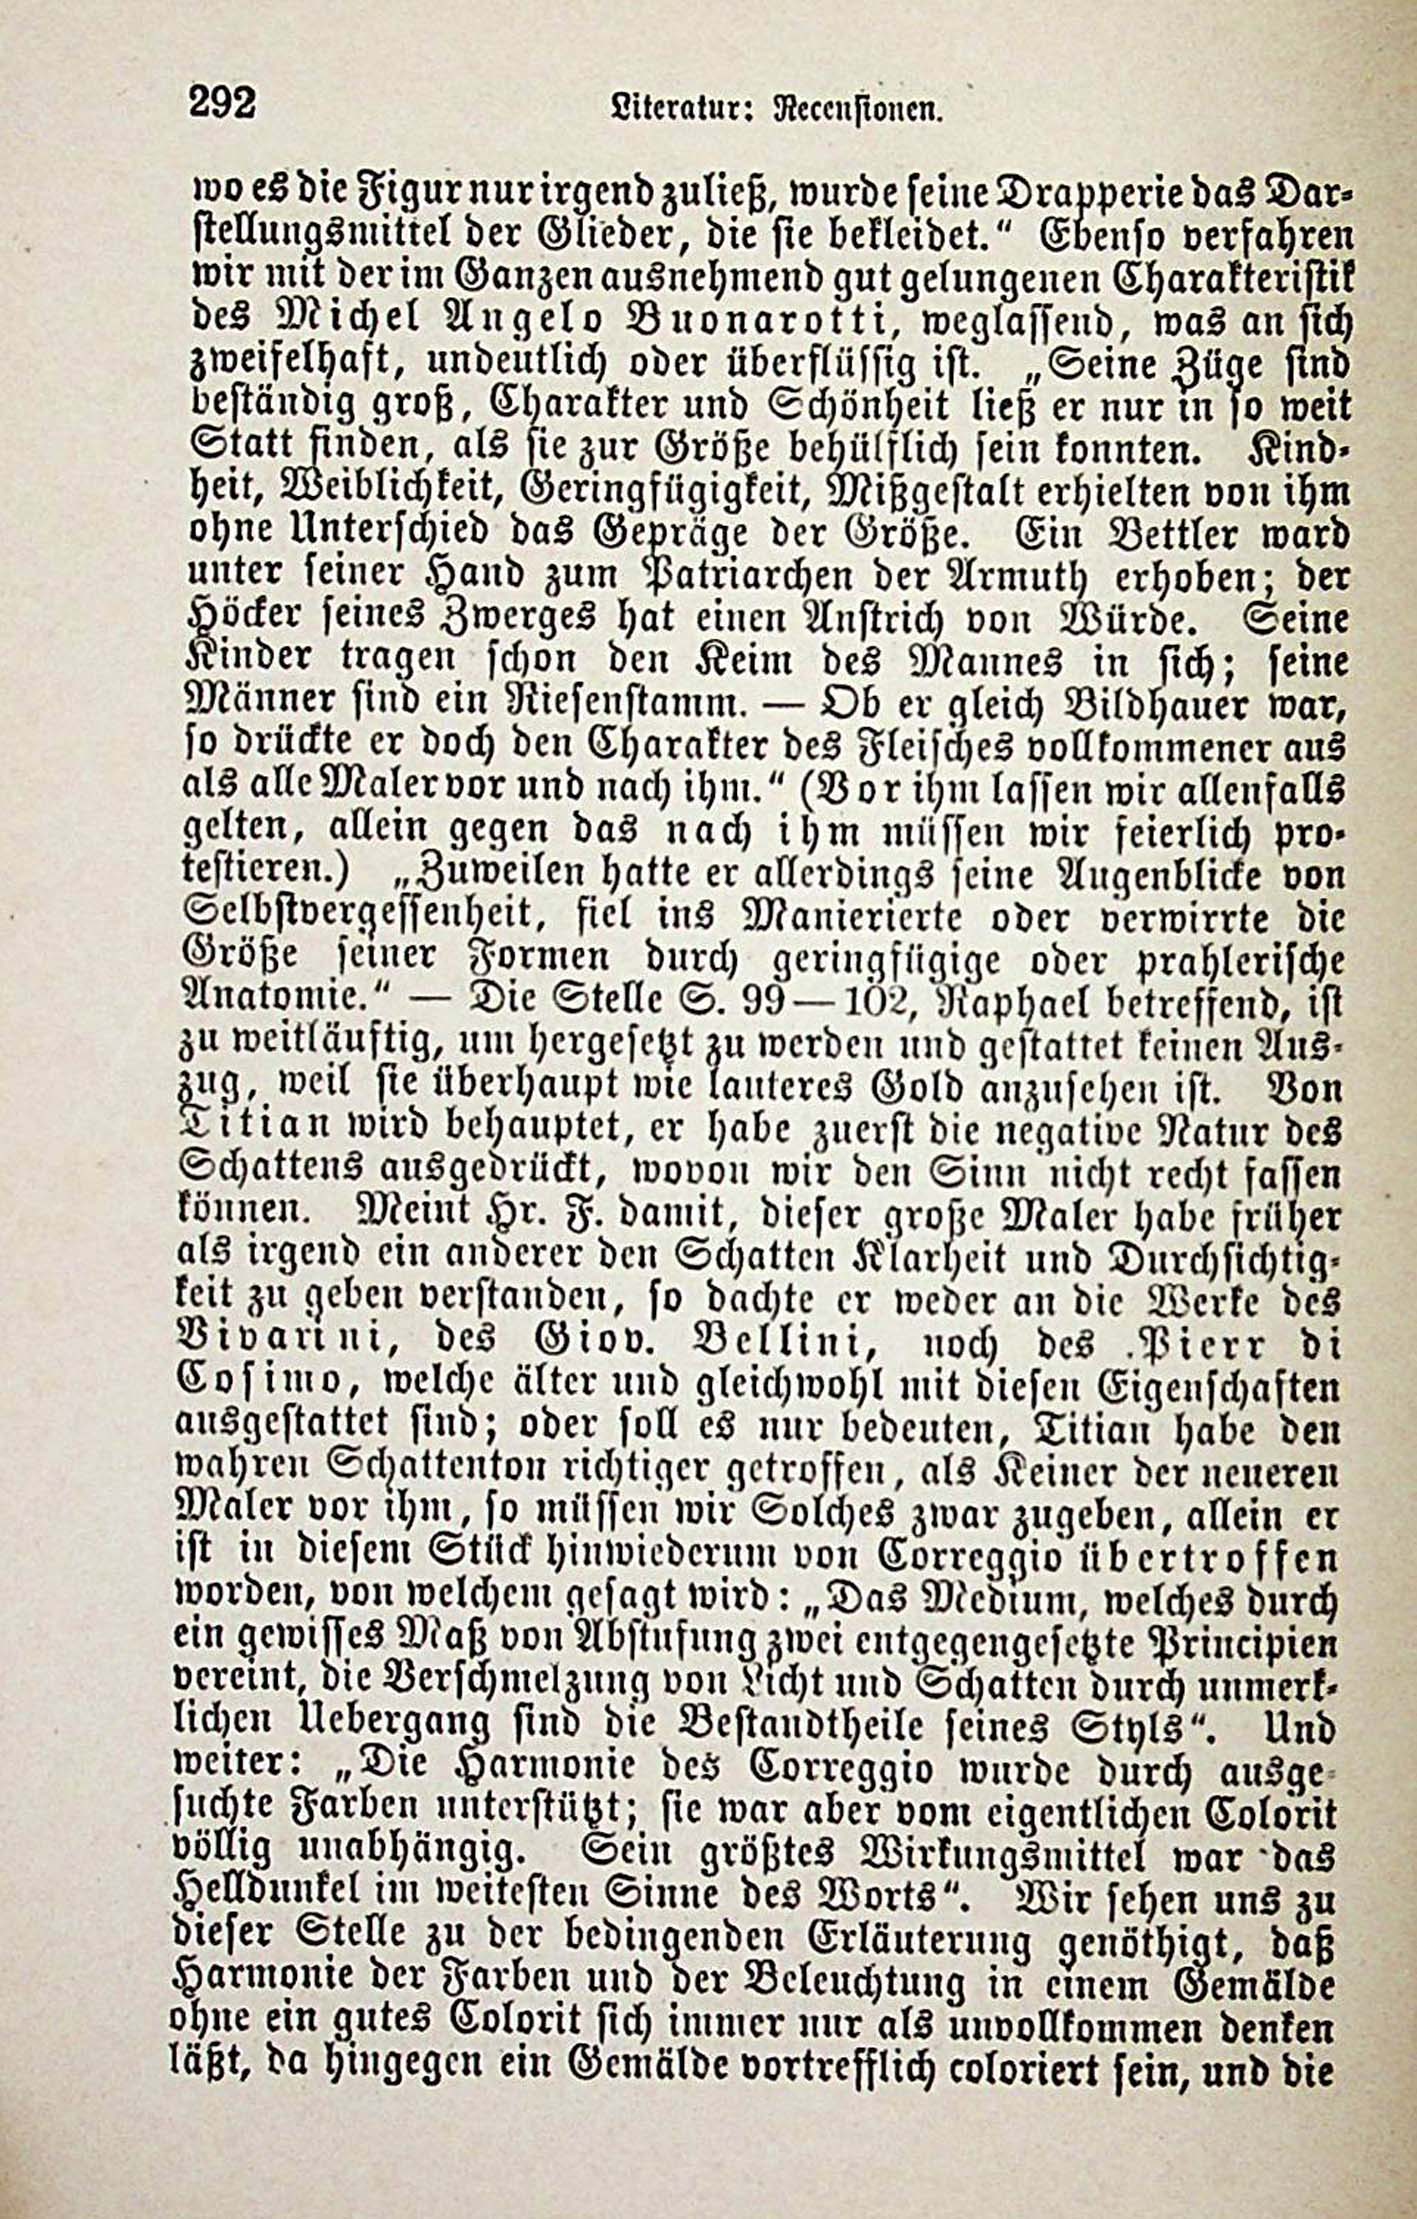 292
Literatur: Recensionen.
wo es die Figur nur irgend zuließ, wurde seine Drapperie das Dar-
stellungsmittel der Glieder, die sie bekleidet.“ Ebenso verfahren
wir mit der im Ganzen ausnehmend gut gelungenen Charakteristik
des Michel Angelo Buonarotti, weglassend, was an sich
zweifelhaft, undeutlich oder überflüssig ist. „Seine Züge sind
beständig groß, Charakter und Schönheit ließ er nur in so weit
Statt finden, als sie zur Größe behülflich sein konnten. Kind-
heit, Weiblichkeit, Geringfügigkeit, Mißgestalt erhielten von ihm
ohne Unterschied das Gepräge der Größe. Ein Bettler ward
unter seiner Hand zum Patriarchen der Armuth erhoben; der
Höcker seines Zwerges hat einen Anstrich von Würde. Seine
Kinder tragen schon den Keim des Mannes in sich; seine
Männer sind ein Riesenstamm. — Ob er gleich Bildhauer war,
so drückte er doch den Charakter des Fleisches vollkommener aus
als alle Maler vor und nach ihm.“ (Vor ihm lassen wir allenfalls
gelten, allein gegen das nach ihm müssen wir feierlich pro-
testieren.) „Zuweilen hatte er allerdings seine Augenblicke von
Selbstvergessenheit, fiel ins Manierierte oder verwirrte die
Größe seiner Formen durch geringfügige oder prahlerische
Anatomie.“ — Die Stelle S. 99—102, Raphael betreffend, ist
zu weitläuftig, um hergesetzt zu werden und gestattet keinen Aus-
zug, weil sie überhaupt wie lauteres Gold anzusehen ist. Von
Titian wird behauptet, er habe zuerst die negative Natur des
Schattens ausgedrückt, wovon wir den Sinn nicht recht fassen
können. Meint Hr. F. damit, dieser große Maler habe früher
als irgend ein anderer den Schatten Klarheit und Durchsichtig-
keit zu geben verstanden, so dachte er weder an die Werke des
Vivarini, des Giov. Bellini, noch des Pierr di
Cosimo, welche älter und gleichwohl mit diesen Eigenschaften
ausgestattet sind; oder soll es nur bedeuten, Titian habe den
wahren Schattenton richtiger getroffen, als Keiner der neueren
Maler vor ihm, so müssen wir Solches zwar zugeben, allein er
ist in diesem Stück hinwiederum von Correggio übertroffen
worden, von welchem gesagt wird: „Das Medium, welches durch
ein gewisses Maß von Abstufung zwei entgegengesetzte Principien
vereint, die Verschmelzung von Licht und Schatten durch unmerk-
lichen Uebergang sind die Bestandtheile seines Styls“. Und
weiter: „Die Harmonie des Correggio wurde durch ausge-
suchte Farben unterstützt; sie war aber vom eigentlichen Colorit
völlig unabhängig. Sein größtes Wirkungsmittel war das
Helldunkel im weitesten Sinne des Worts“. Wir sehen uns zu
dieser Stelle zu der bedingenden Erläuterung genöthigt, daß
Harmonie der Farben und der Beleuchtung in einem Gemälde
ohne ein gutes Colorit sich immer nur als unvollkommen denken
läßt, da hingegen ein Gemälde vortrefflich coloriert sein, und die